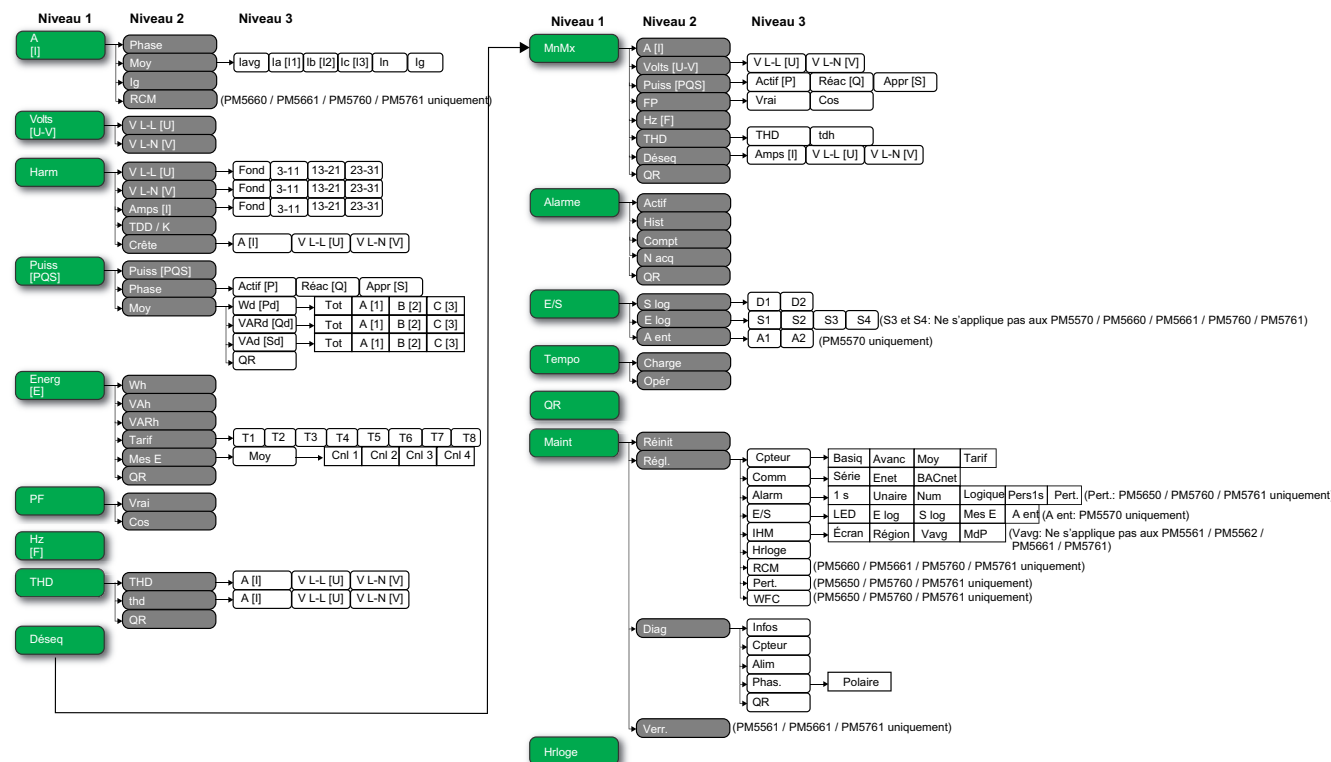 Niveau 1 Niveau 2 Niveau 3
A
[I]
Phase
Moy Iavg Ia [I1] Ib [I2] Ic [I3] In Ig
Ig
RCM (PM5660 / PM5661 / PM5760 / PM5761 uniquement)
Volts
[U-V]
V L-L [U]
V L-N [V]
Harm
V L-L [U] Fond 3-11 13-21 23-31
V L-N [V] Fond 3-11 13-21 23-31
Amps [I] Fond 3-11 13-21 23-31
TDD / K
Crête A [I] V L-L [U] V L-N [V]
Puiss
[PQS]
Puiss [PQS]
Phase Actif [P] Réac [Q] Appr [S]
Moy Wd [Pd] Tot A [1] B [2] C [3]
VARd [Qd] Tot A [1] B [2] C [3]
VAd [Sd] Tot A [1] B [2] C [3]
QR
Energ
[E]
Wh
VAh
VARh
Tarif T1 T2 T3 T4 T5 T6 T7 T8
Mes E Moy Cnl 1 Cnl 2 Cnl 3 Cnl 4
QR
PF
Vrai
Cos
Hz
[F]
THD
THD A [I] V L-L [U] V L-N [V]
thd A [I] V L-L [U] V L-N [V]
QR
Déseq
Niveau 1 Niveau 2 Niveau 3
MnMx
A [I]
Volts [U-V] V L-L [U] V L-N [V]
Puiss [PQS] Actif [P] Réac [Q] Appr [S]
FP Vrai Cos
Hz [F]
THD THD tdh
Déseq Amps [I] V L-L [U] V L-N [V]
QR
Alarme
Actif
Hist
Compt
N acq
QR
E/S
S log D1 D2
E log S1 S2 S3 S4 (S3 et S4: Ne s'applique pas aux PM5570 / PM5660 / PM5661 / PM5760 / PM5761)
A ent A1 A2 (PM5570 uniquement)
Tempo
Charge
Opér
QR
Maint
Réinit
Régl. Cpteur Basiq Avanc Moy Tarif
Comm Série Enet BACnet
Alarm 1 s Unaire Num Logique Pers1s Pert. (Pert.: PM5650 / PM5760 / PM5761 uniquement)
E/S LED E log S log Mes E A ent (A ent: PM5570 uniquement)
IHM Écran Région Vavg MdP (Vavg: Ne s'applique pas aux PM5561 / PM5562 /
PM5661 / PM5761)
Hrloge
RCM (PM5660 / PM5661 / PM5760 / PM5761 uniquement)
Pert. (PM5650 / PM5760 / PM5761 uniquement)
WFC (PM5650 / PM5760 / PM5761 uniquement)
Diag Infos
Cpteur
Alim
Phas. Polaire
QR
Verr. (PM5561 / PM5661 / PM5761 uniquement)
Hrloge